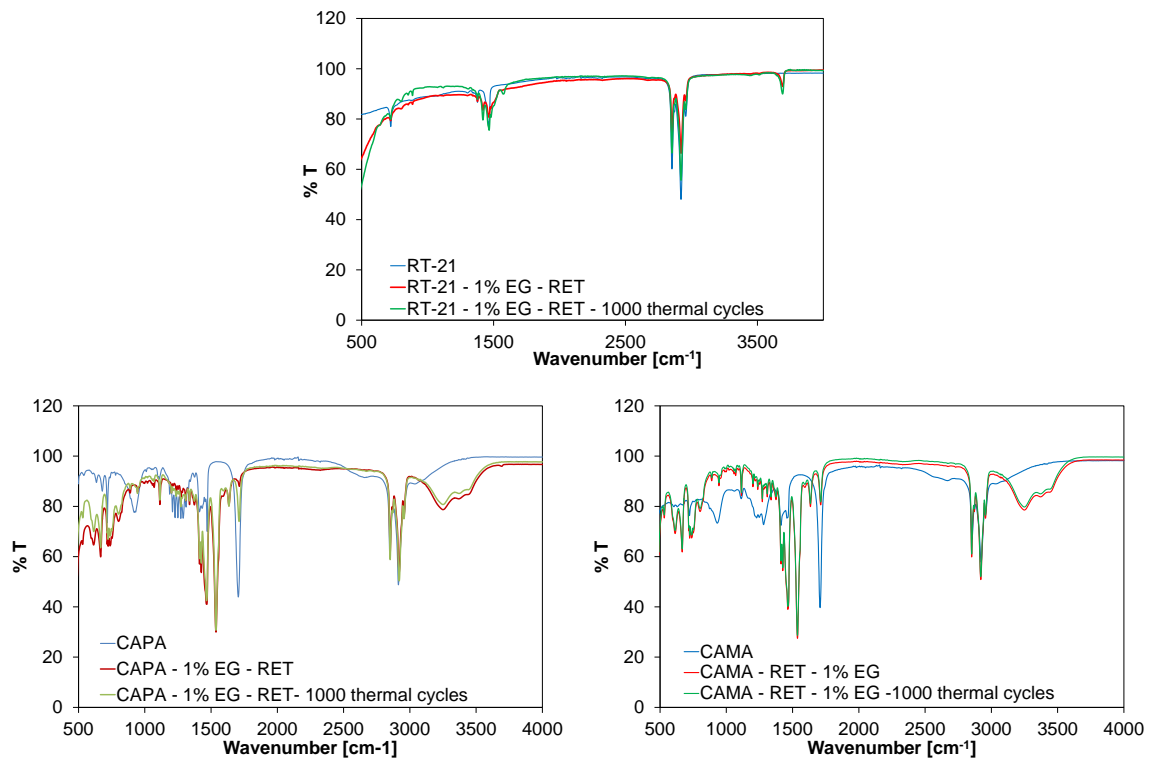 120
100
80
60
40
20
0
% T
RT-21
RT-21 - 1% EG - RET
RT-21 - 1% EG - RET - 1000 thermal cycles
500 1500 2500 3500
Wavenumber [cm-1]
120
100
80
60
40
20
0
% T
CAPA
CAPA - 1% EG - RET
CAPA - 1% EG - RET- 1000 thermal cycles
500 1000 1500 2000 2500 3000 3500 4000
Wavenumber [cm-1]
120
100
80
60
40
20
0
% T
CAMA
CAMA - RET - 1% EG
CAMA - RET - 1% EG -1000 thermal cycles
500 1000 1500 2000 2500 3000 3500 4000
Wavenumber [cm-1]